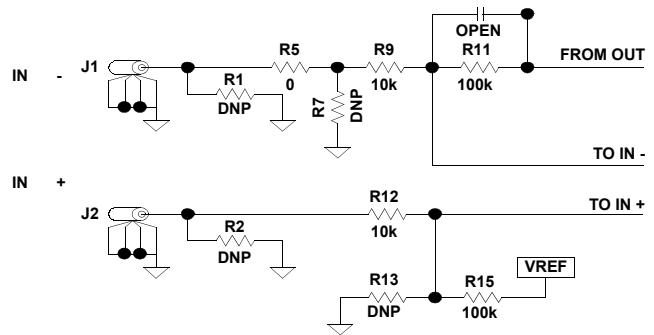 OPEN
J1
R5
R9
R11
FROM OUT
IN -
R1
0
10k
100k
DNP
R7
DNP
TO IN -
IN +
J2
R12
TO IN +
R2
10k
DNP
R13
R15
VREF
DNP
100k